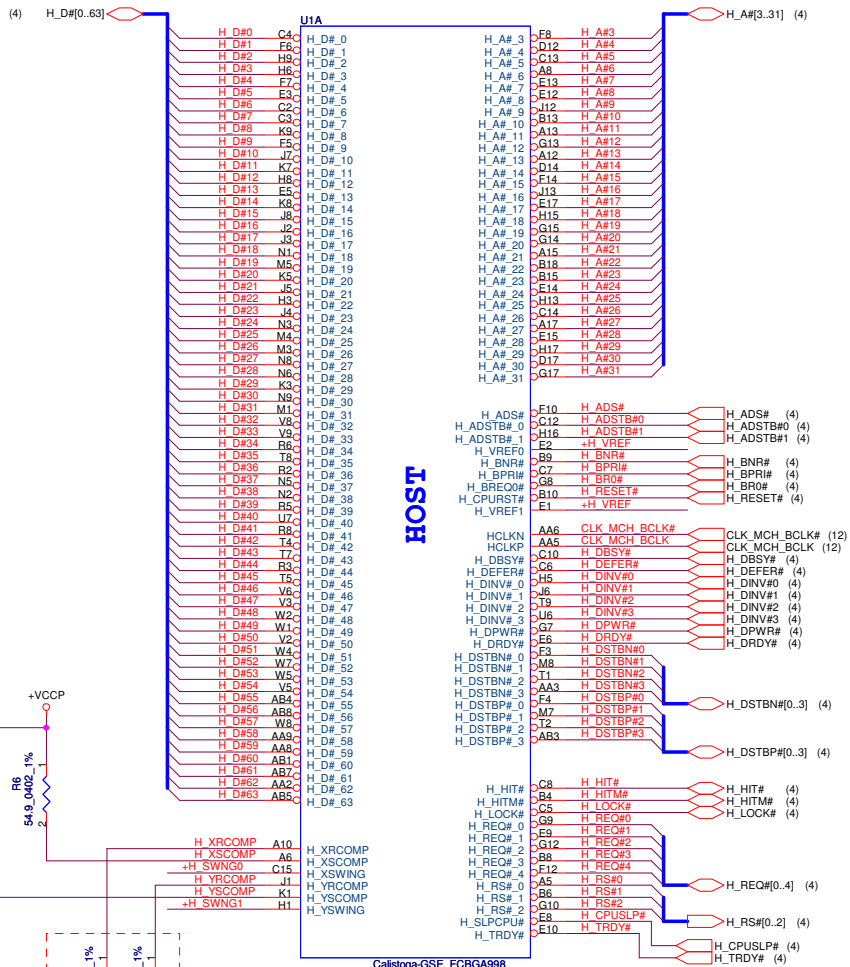 (4) H_D#[0..63]
U1A
H_A#[3..31] (4)
H_D#0 C4 H_D#_0
H_D#1 F6 H_D#_1
H_D#2 H9 H_D#_2
H_D#3 H6 H_D#_3
H_D#4 F7 H_D#_4
H_D#5 E3 H_D#_5
H_D#6 C2 H_D#_6
H_D#7 C3 H_D#_7
H_D#8 K9 H_D#_8
H_D#9 F5 H_D#_9
H_D#10 J7 H_D#_10
H_D#11 K7 H_D#_11
H_D#12 H8 H_D#_12
H_D#13 E5 H_D#_13
H_D#14 K8 H_D#_14
H_D#15 J8 H_D#_15
H_D#16 J2 H_D#_16
H_D#17 J3 H_D#_17
H_D#18 N1 H_D#_18
H_D#19 M5 H_D#_19
H_D#20 K5 H_D#_20
H_D#21 J5 H_D#_21
H_D#22 H3 H_D#_22
H_D#23 J4 H_D#_23
H_D#24 N3 H_D#_24
H_D#25 M4 H_D#_25
H_D#26 M3 H_D#_26
H_D#27 N8 H_D#_27
H_D#28 N6 H_D#_28
H_D#29 K3 H_D#_29
H_D#30 N9 H_D#_30
H_D#31 M1 H_D#_31
H_D#32 V8 H_D#_32
H_D#33 V9 H_D#_33
H_D#34 R6 H_D#_34
H_D#35 T8 H_D#_35
H_D#36 R2 H_D#_36
H_D#37 N5 H_D#_37
H_D#38 N2 H_D#_38
H_D#39 R5 H_D#_39
H_D#40 U7 H_D#_40
H_D#41 R8 H_D#_41
H_D#42 T4 H_D#_42
H_D#43 T7 H_D#_43
H_D#44 R3 H_D#_44
H_D#45 T5 H_D#_45
H_D#46 V6 H_D#_46
H_D#47 V3 H_D#_47
H_D#48 W2 H_D#_48
H_D#49 W1 H_D#_49
H_D#50 V2 H_D#_50
H_D#51 W4 H_D#_51
H_D#52 W7 H_D#_52
H_D#53 W5 H_D#_53
H_D#54 V5 H_D#_54
H_D#55 AB4 H_D#_55
H_D#56 AB8 H_D#_56
H_D#57 W8 H_D#_57
H_D#58 AA9 H_D#_58
H_D#59 AA8 H_D#_59
H_D#60 AB1 H_D#_60
H_D#61 AB7 H_D#_61
H_D#62 AA2 H_D#_62
H_D#63 AB5 H_D#_63
+VCCP
1
R6
54.9_0402_1%
2
H_XRCOMP A10 H_XRCOMP
H_XSCOMP A6 H_XSCOMP
+H_SWNG0 C15 H_XSWING
H_YRCOMP J1 H_YRCOMP
H_YSCOMP K1 H_YSCOMP
+H_SWNG1 H1 H_YSWING
HOST
H_A#_3 F8 H_A#3
H_A#_4 D12 H_A#4
H_A#_5 C13 H_A#5
H_A#_6 A8 H_A#6
H_A#_7 E13 H_A#7
H_A#_8 E12 H_A#8
H_A#_9 J12 H_A#9
H_A#_10 B13 H_A#10
H_A#_11 A13 H_A#11
H_A#_12 G13 H_A#12
H_A#_13 A12 H_A#13
H_A#_14 D14 H_A#14
H_A#_15 F14 H_A#15
H_A#_16 J13 H_A#16
H_A#_17 E17 H_A#17
H_A#_18 H15 H_A#18
H_A#_19 G15 H_A#19
H_A#_20 G14 H_A#20
H_A#_21 A15 H_A#21
H_A#_22 B18 H_A#22
H_A#_23 B15 H_A#23
H_A#_24 E14 H_A#24
H_A#_25 H13 H_A#25
H_A#_26 C14 H_A#26
H_A#_27 A17 H_A#27
H_A#_28 E15 H_A#28
H_A#_29 H17 H_A#29
H_A#_30 D17 H_A#30
H_A#_31 G17 H_A#31
H_ADS# F10 H_ADS# H_ADS# (4)
H_ADSTB#_0 C12 H_ADSTB#0 H_ADSTB#0 (4)
H_ADSTB#_1 H16 H_ADSTB#1 H_ADSTB#1 (4)
H_VREF0 E2 +H_VREF
H_BNR# B9 H_BNR# H_BNR# (4)
H_BPRI# C7 H_BPRI# H_BPRI# (4)
H_BREQ0# G8 H_BR0# H_BR0# (4)
H_CPURST# B10 H_RESET# H_RESET# (4)
H_VREF1 E1 +H_VREF
HCLKN AA6 CLK_MCH_BCLK# CLK_MCH_BCLK# (12)
HCLKP AA5 CLK_MCH_BCLK CLK_MCH_BCLK (12)
H_DBSY# C10 H_DBSY# H_DBSY# (4)
H_DEFER# C6 H_DEFER# H_DEFER# (4)
H_DINV#_0 H5 H_DINV#0 H_DINV#0 (4)
H_DINV#_1 J6 H_DINV#1 H_DINV#1 (4)
H_DINV#_2 T9 H_DINV#2 H_DINV#2 (4)
H_DINV#_3 U6 H_DINV#3 H_DINV#3 (4)
H_DPWR# G7 H_DPWR# H_DPWR# (4)
H_DRDY# E6 H_DRDY# H_DRDY# (4)
H_DSTBN#_0 F3 H_DSTBN#0
H_DSTBN#_1 M8 H_DSTBN#1
H_DSTBN#_2 T1 H_DSTBN#2
H_DSTBN#_3 AA3 H_DSTBN#3
H_DSTBN#[0..3] (4)
H_DSTBP#_0 F4 H_DSTBP#0
H_DSTBP#_1 M7 H_DSTBP#1
H_DSTBP#_2 T2 H_DSTBP#2
H_DSTBP#_3 AB3 H_DSTBP#3
H_DSTBP#[0..3] (4)
H_HIT# C8 H_HIT# H_HIT# (4)
H_HITM# B4 H_HITM# H_HITM# (4)
H_LOCK# C5 H_LOCK# H_LOCK# (4)
H_REQ#_0 G9 H_REQ#0
H_REQ#_1 E9 H_REQ#1
H_REQ#_2 G12 H_REQ#2
H_REQ#_3 B8 H_REQ#3
H_REQ#_4 F12 H_REQ#4
H_REQ#[0..4] (4)
H_RS#_0 A5 H_RS#0
H_RS#_1 B6 H_RS#1
H_RS#_2 G10 H_RS#2
H_RS#[0..2] (4)
H_SLPCPU# E8 H_CPUSLP# H_CPUSLP# (4)
H_TRDY# E10 H_TRDY# H_TRDY# (4)
1% 1
1% 1
Calistoga-GSE_FCBGA998